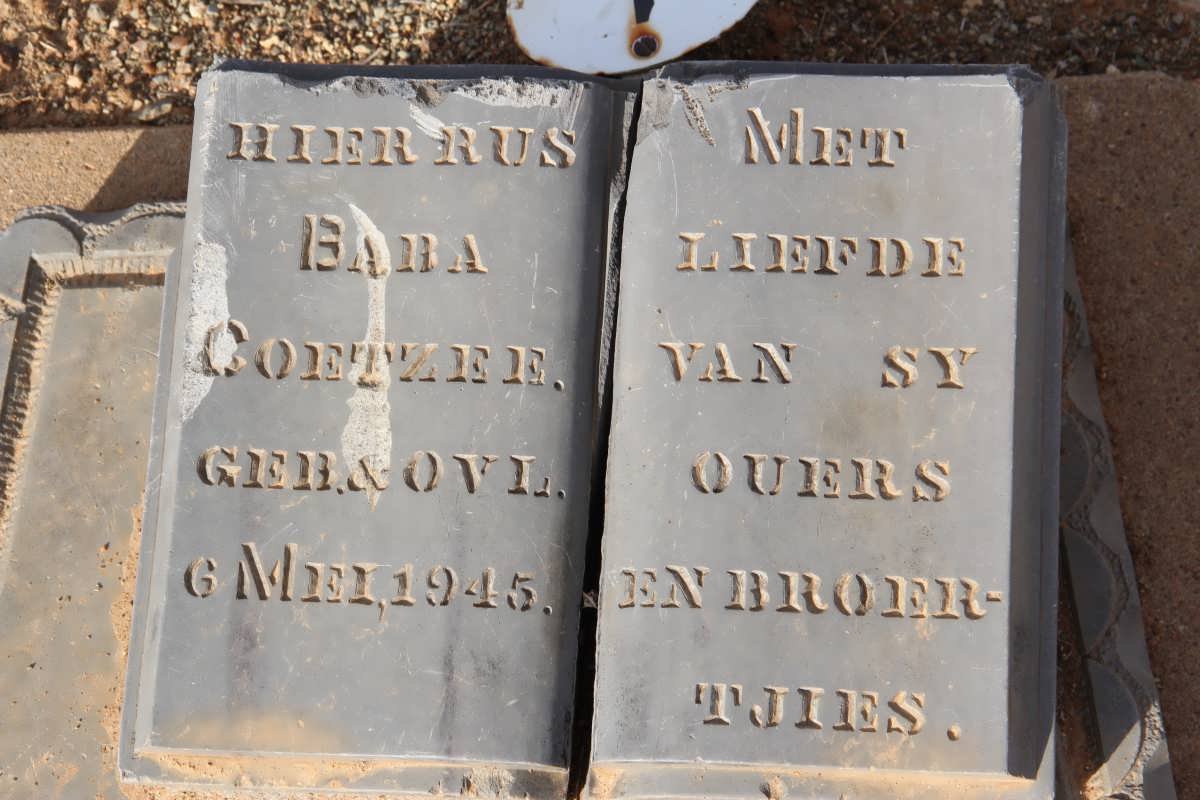 HIER RUS
BABA
COETZEE.
GEB. & OVL.
6 MEI, 1945.
MET
LIEFDE
VAN SY
OUERS
EN BROER-
TJIES.